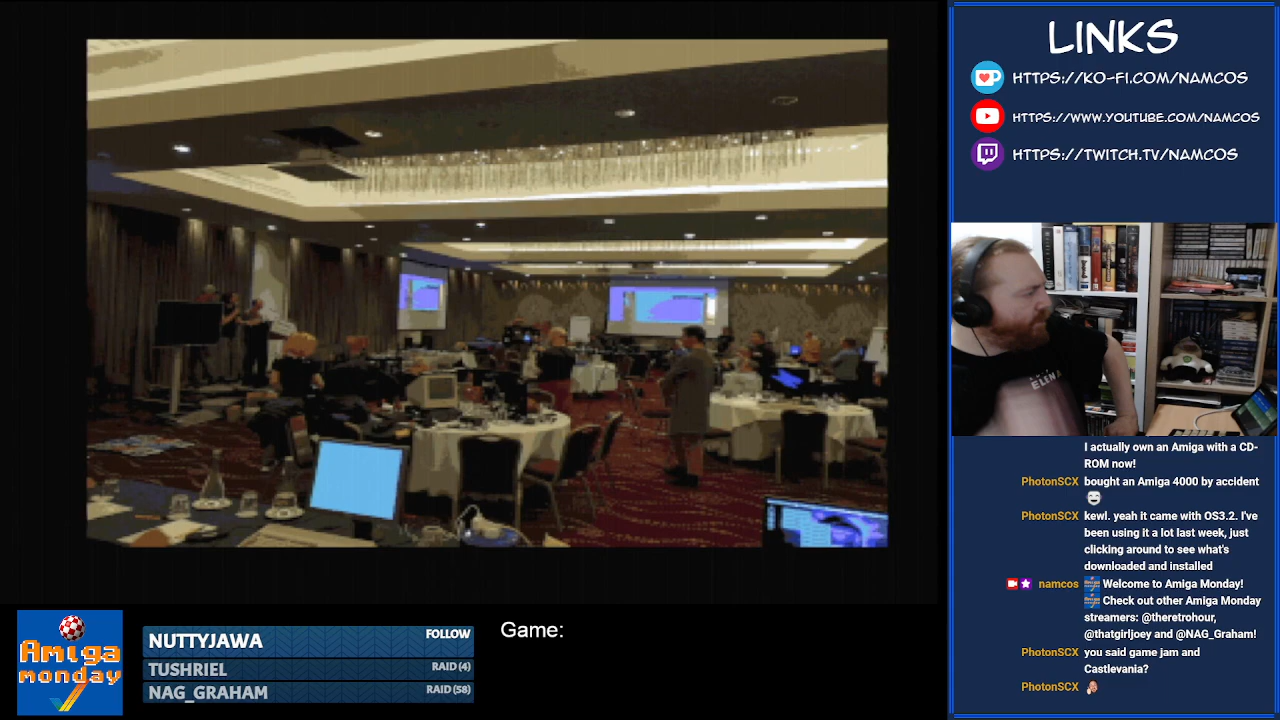 LINKS
HTTPS://KO-FI.COM/NAMCOS
HTTPS://WWW.YOUTUBE.COM/NAMCOS
HTTPS://TWITCH.TV/NAMCOS
ELENA
I actually own an Amiga with a CD-
ROM now!
PhotonSCX bought an Amiga 4000 by accident
PhotonSCX kewl. yeah it came with OS3.2. I've
been using it a lot last week, just
clicking around to see what's
downloaded and installed
namcos Welcome to Amiga Monday!
Check out other Amiga Monday
streamers: @theretrohour,
@thatgirljoey and @NAG_Graham!
PhotonSCX you said game jam and
Castlevania?
PhotonSCX
Amiga
monday
NUTTYJAWA FOLLOW
TUSHRIEL RAID (4)
NAG_GRAHAM RAID (58)
Game: